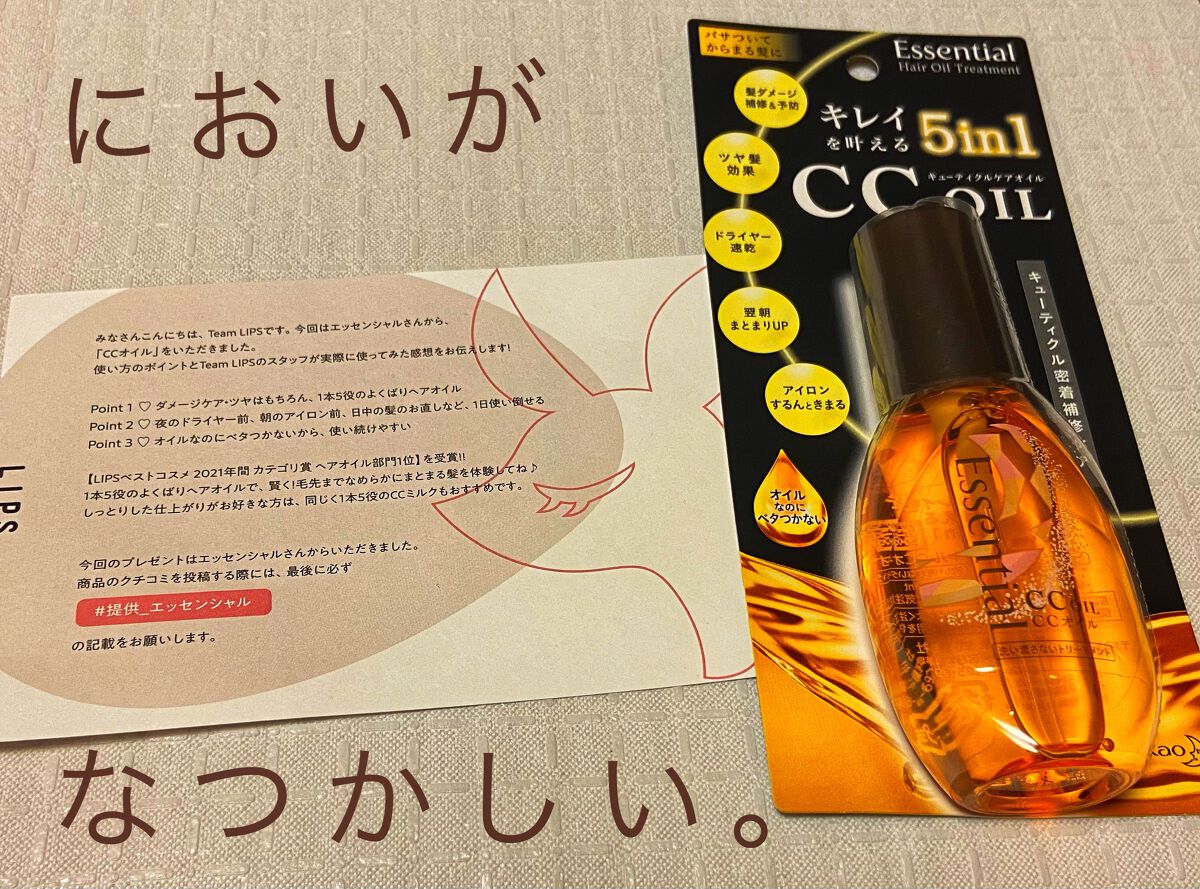 においが
みなさんこんにちは、Team LIPSです。今回はエッセンシャルさんから、
「CCオイル」をいただきました。
使い方のポイントとTeam LIPSのスタッフが実際に使ってみた感想をお伝えします!
Point 1 ♡ ダメージケア・ツヤはもちろん、1本5役のよくばりヘアオイル
Point 2 ♡ 夜のドライヤー前、朝のアイロン前、日中の髪のお直しなど、1日使い倒せる
Point 3 ♡ オイルなのにベタつかないから、使い続けやすい
【LIPSベストコスメ 2021年間 カテゴリ賞 ヘアオイル部門1位】を受賞!!
1本5役のよくばりヘアオイルで、賢く!毛先までなめらかにまとまる髪を体験してね♪
しっとりした仕上がりがお好きな方は、同じく1本5役のCCミルクもおすすめです。
今回のプレゼントはエッセンシャルさんからいただきました。
商品のクチコミを投稿する際には、最後に必ず
#提供_エッセンシャル
の記載をお願いします。
LIPS
なつかしい。
パサついて
からまる髪に
Essential
Hair Oil Treatment
髪ダメージ
補修&予防
キレイ
を叶える
5in1
キューティクルケアオイル
CC OIL
ツヤ髪
効果
ドライヤー
速乾
翌朝
まとまりUP
アイロン
するんときまる
オイル
なのに
ベタつかない
キューティクル密着補修
Essential
CC OIL
CCオイル
洗い流さないトリートメント
Kao